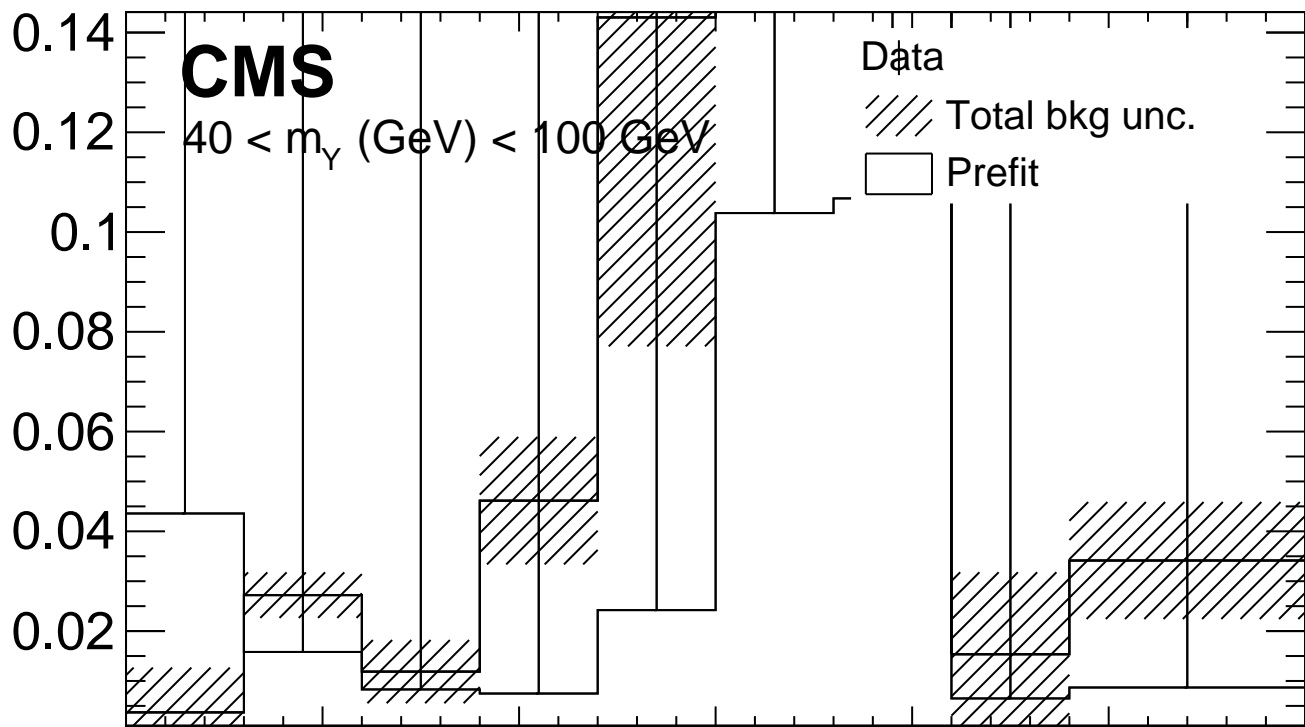 0.14
CMS
Data
0.12
40 < m_Y (GeV) < 100 GeV
Total bkg unc.
Prefit
0.1
0.08
0.06
0.04
0.02